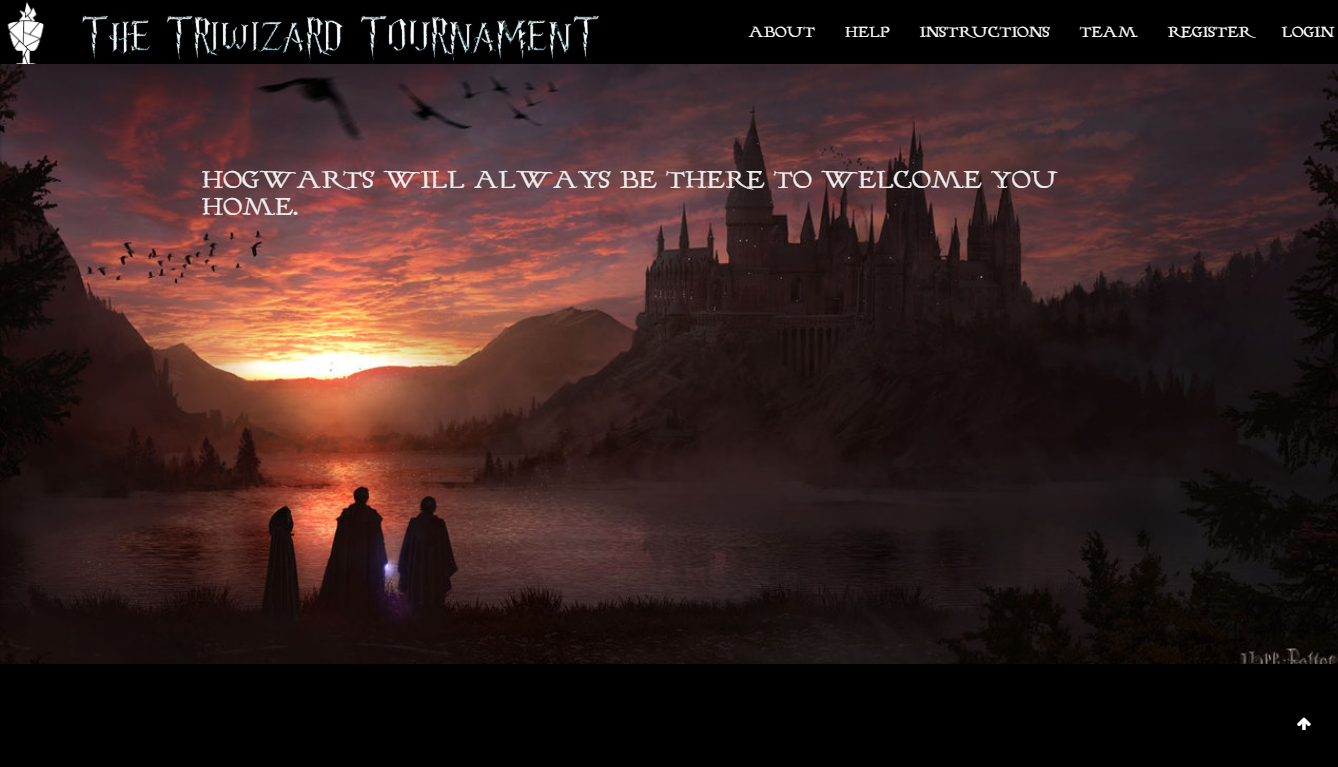 The Triwizard Tournament
ABOUT HELP INSTRUCTIONS TEAM REGISTER LOGIN
HOGWARTS WILL ALWAYS BE THERE TO WELCOME YOU
HOME.
Harry Potter